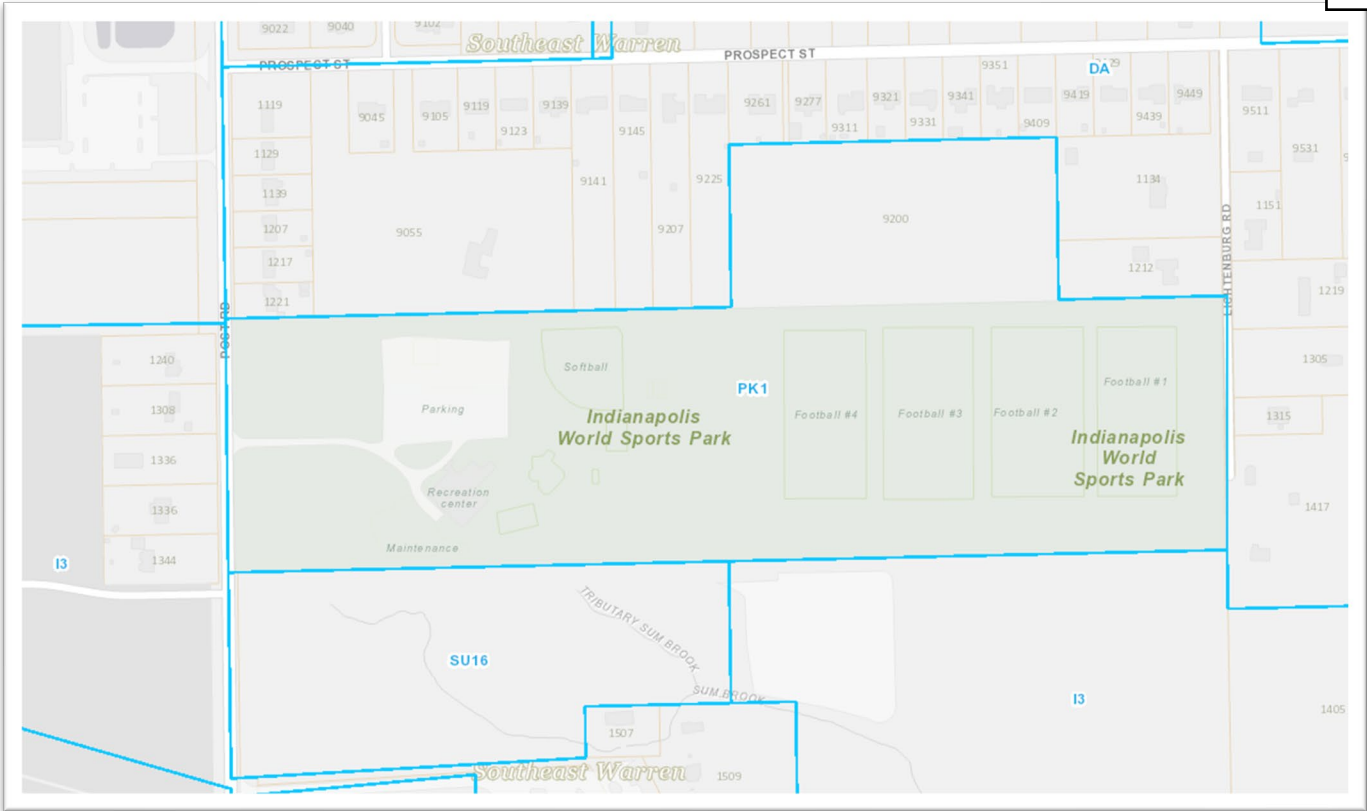 9022
9040
9102
Southeast Warren
PROSPECT ST
PROSPECT ST
DA
9351
1119
9045
9105
9119
9123
9139
9145
9261
9277
9311
9321
9331
9341
9409
9419
9439
9449
9511
9531
1129
1139
9141
9225
1134
1151
1207
9055
9207
9200
1217
1212
1221
LICHTENBURG RD
1219
POST RD
1240
Softball
PK1
Football #1
1305
1308
Parking
Indianapolis
World Sports Park
Football #4
Football #3
Football #2
1315
Indianapolis
World
Sports Park
1336
Recreation
center
1336
1417
Maintenance
1344
I3
TRIBUTARY SUM BROOK
SU16
SUM BROOK
I3
1405
1507
Southeast Warren
1509